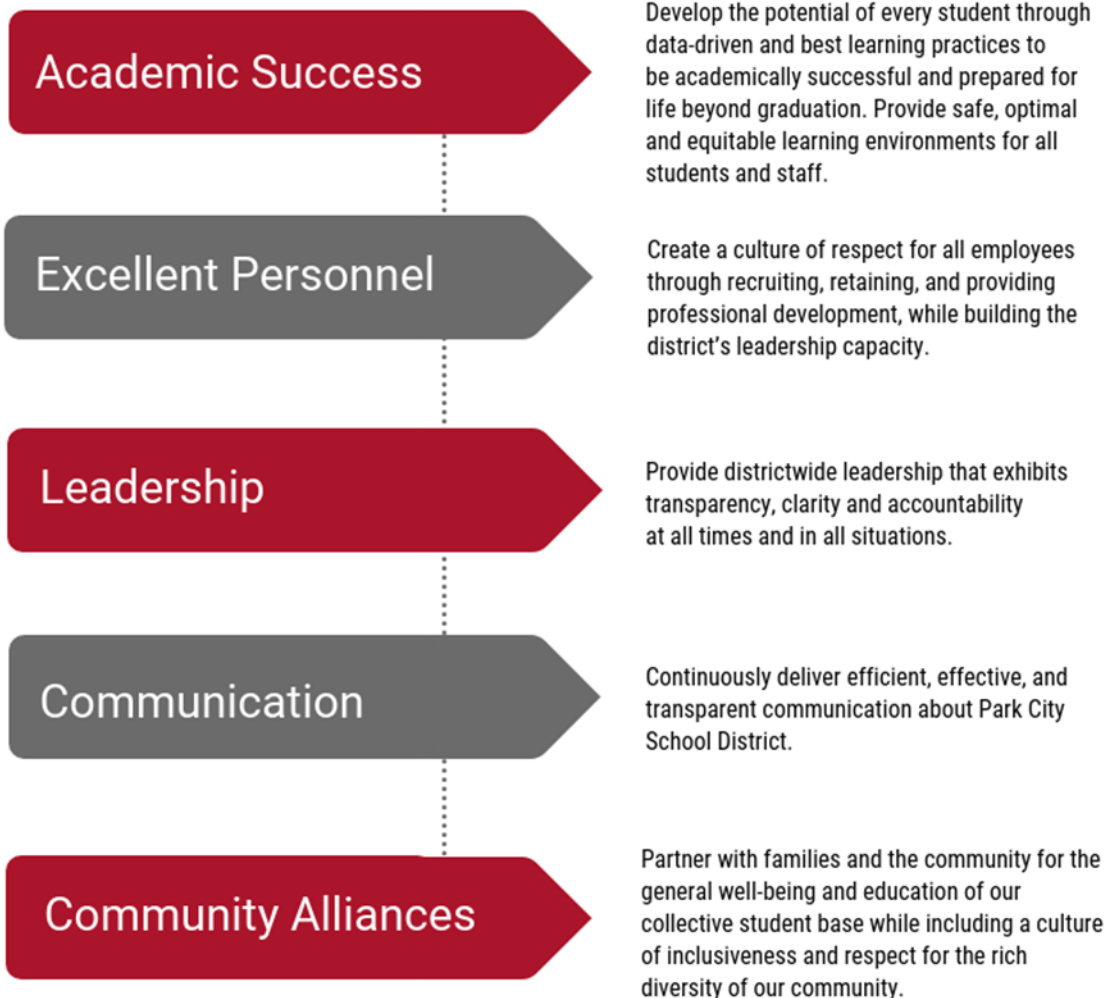 Academic Success
Develop the potential of every student through
data-driven and best learning practices to
be academically successful and prepared for
life beyond graduation. Provide safe, optimal
and equitable learning environments for all
students and staff.
Excellent Personnel
Create a culture of respect for all employees
through recruiting, retaining, and providing
professional development, while building the
district’s leadership capacity.
Leadership
Provide districtwide leadership that exhibits
transparency, clarity and accountability
at all times and in all situations.
Communication
Continuously deliver efficient, effective, and
transparent communication about Park City
School District.
Community Alliances
Partner with families and the community for the
general well-being and education of our
collective student base while including a culture
of inclusiveness and respect for the rich
diversity of our community.